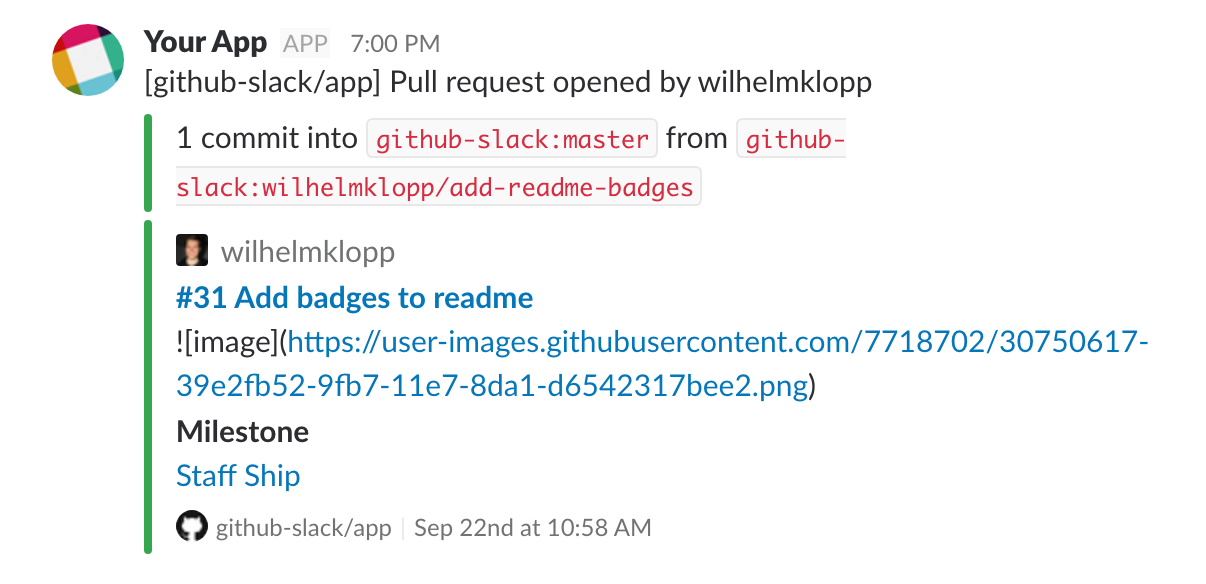 Your App APP 7:00 PM
[github-slack/app] Pull request opened by wilhelmklopp
1 commit into github-slack:master from github-
slack:wilhelmklopp/add-readme-badges
wilhelmklopp
#31 Add badges to readme
![image](https://user-images.githubusercontent.com/7718702/30750617-
39e2fb52-9fb7-11e7-8da1-d6542317bee2.png)
Milestone
Staff Ship
github-slack/app | Sep 22nd at 10:58 AM